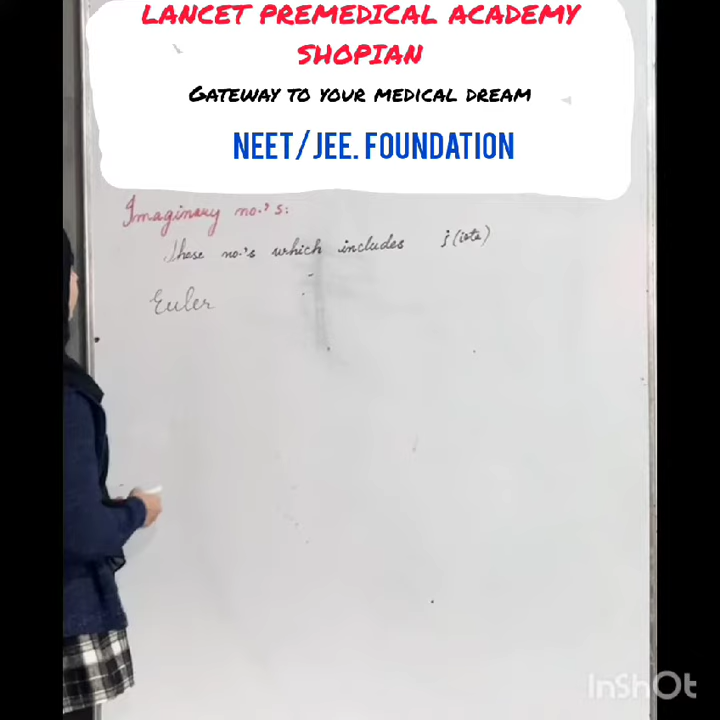 LANCET PREMEDICAL ACADEMY
SHOPIAN
GATEWAY TO YOUR MEDICAL DREAM
NEET/JEE. FOUNDATION
Imaginary no.'s:
These no.'s which includes i(iota)
Euler
InShOt